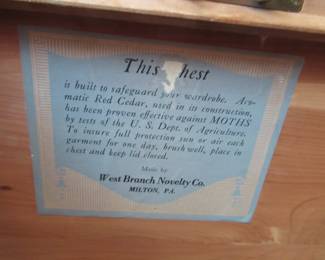 This Chest
is built to safeguard your wardrobe. Aro-
matic Red Cedar, used in its construction,
has been proven effective against MOTHS
by tests of the U. S. Dept. of Agriculture.
To insure full protection sun or air each
garment for one day, brush well, place in
chest and keep lid closed.
Made by
West Branch Novelty Co.
MILTON, PA.